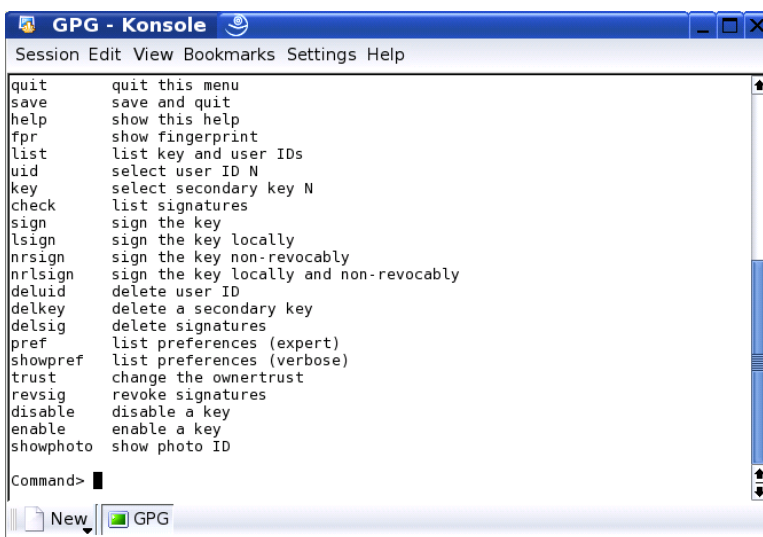 GPG - Konsole
Session Edit View Bookmarks Settings Help
quit quit this menu
save save and quit
help show this help
fpr show fingerprint
list list key and user IDs
uid select user ID N
key select secondary key N
check list signatures
sign sign the key
lsign sign the key locally
nrsign sign the key non-revocably
nrlsign sign the key locally and non-revocably
deluid delete user ID
delkey delete a secondary key
delsig delete signatures
pref list preferences (expert)
showpref list preferences (verbose)
trust change the ownertrust
revsig revoke signatures
disable disable a key
enable enable a key
showphoto show photo ID
Command>
New GPG